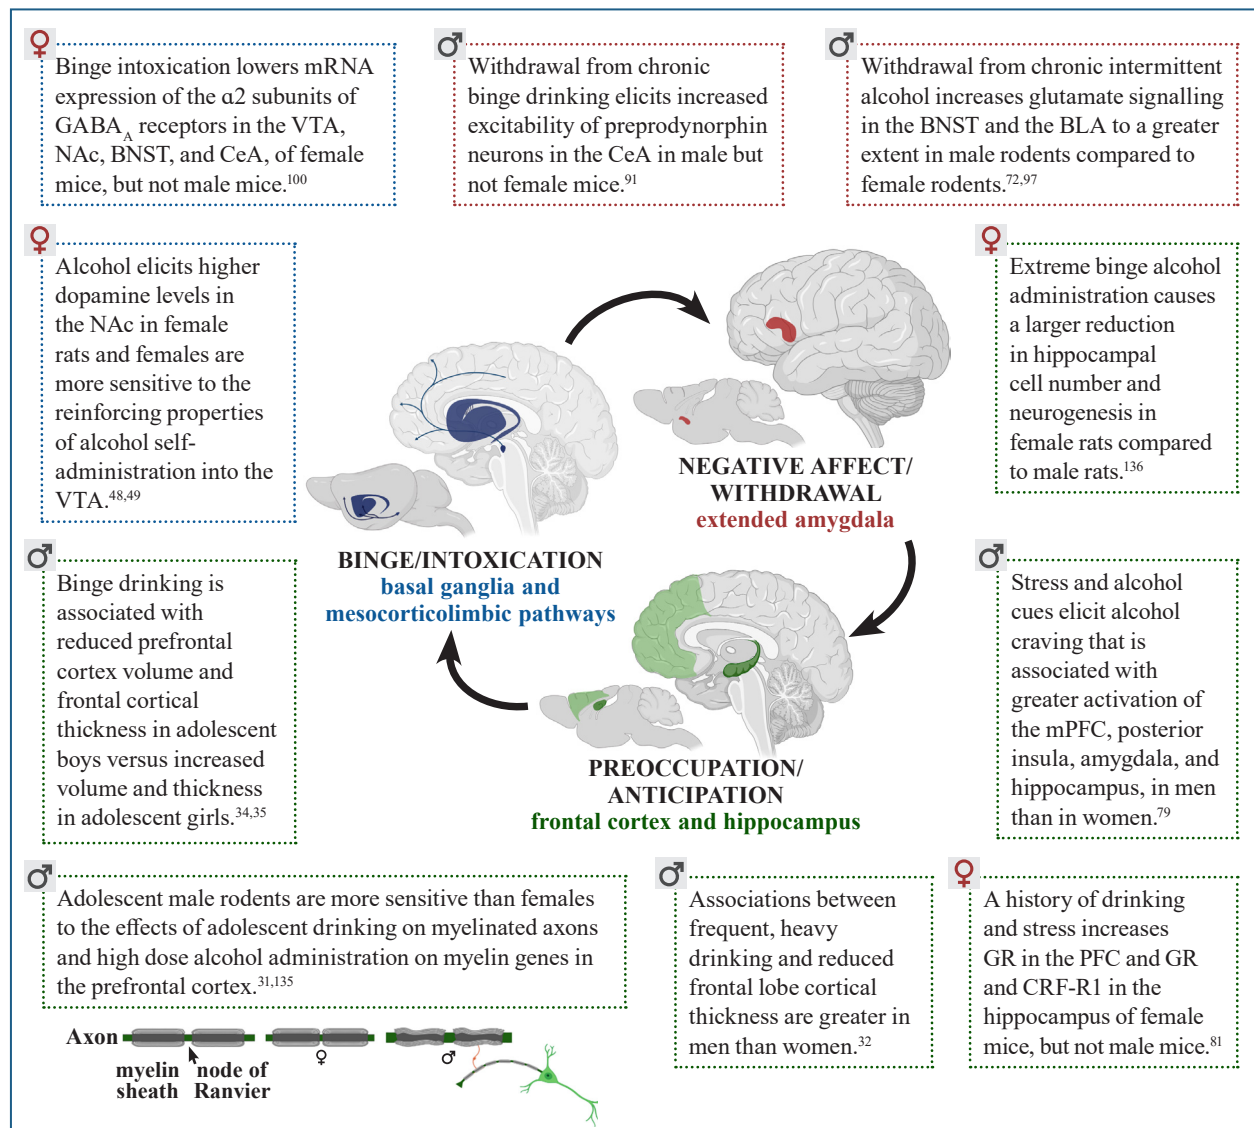 ♀
Binge intoxication lowers mRNA
expression of the α2 subunits of
GABA_A receptors in the VTA,
NAc, BNST, and CeA, of female
mice, but not male mice.100
♂
Withdrawal from chronic
binge drinking elicits increased
excitability of preprodynorphin
neurons in the CeA in male but
not female mice.91
♂
Withdrawal from chronic intermittent
alcohol increases glutamate signalling
in the BNST and the BLA to a greater
extent in male rodents compared to
female rodents.72,97
♀
Alcohol elicits higher
dopamine levels in
the NAc in female
rats and females are
more sensitive to the
reinforcing properties
of alcohol self-
administration into the
VTA.48,49
♀
Extreme binge alcohol
administration causes
a larger reduction
in hippocampal
cell number and
neurogenesis in
female rats compared
to male rats.136
NEGATIVE AFFECT/
WITHDRAWAL
extended amygdala
BINGE/INTOXICATION
basal ganglia and
mesocorticolimbic pathways
PREOCCUPATION/
ANTICIPATION
frontal cortex and hippocampus
♂
Binge drinking is
associated with
reduced prefrontal
cortex volume and
frontal cortical
thickness in adolescent
boys versus increased
volume and thickness
in adolescent girls.34,35
♂
Stress and alcohol
cues elicit alcohol
craving that is
associated with
greater activation of
the mPFC, posterior
insula, amygdala, and
hippocampus, in men
than in women.79
♂
Adolescent male rodents are more sensitive than females
to the effects of adolescent drinking on myelinated axons
and high dose alcohol administration on myelin genes in
the prefrontal cortex.31,135
♂
Associations between
frequent, heavy
drinking and reduced
frontal lobe cortical
thickness are greater in
men than women.32
♀
A history of drinking
and stress increases
GR in the PFC and GR
and CRF-R1 in the
hippocampus of female
mice, but not male mice.81
Axon
♀ ♂
myelin node of
sheath Ranvier